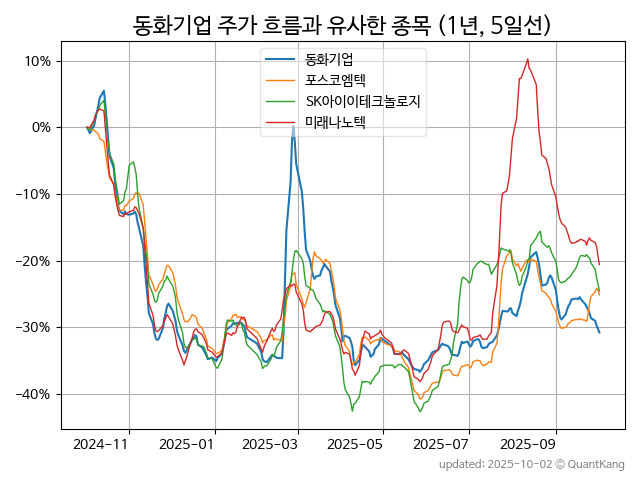 동화기업 주가 흐름과 유사한 종목 (1년, 5일선)
동화기업
포스코엠텍
SK아이이테크놀로지
미래나노텍
10%
0%
−10%
−20%
−30%
−40%
2024-11
2025-01
2025-03
2025-05
2025-07
2025-09
updated: 2025-10-02 © QuantKang